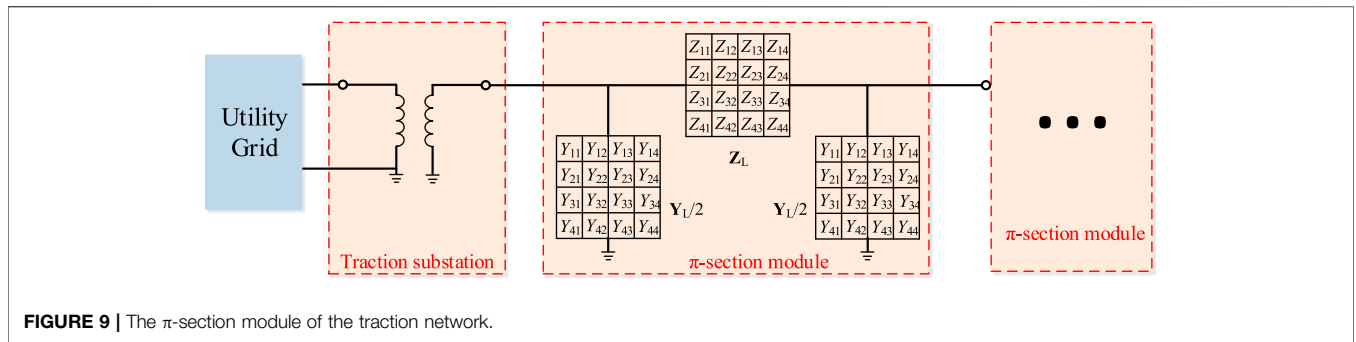 Utility
Grid
Traction substation
Z11 Z12 Z13 Z14
Z21 Z22 Z23 Z24
Z31 Z32 Z33 Z34
Z41 Z42 Z43 Z44
ZL
Y11 Y12 Y13 Y14
Y21 Y22 Y23 Y24
Y31 Y32 Y33 Y34
Y41 Y42 Y43 Y44
YL/2
YL/2
Y11 Y12 Y13 Y14
Y21 Y22 Y23 Y24
Y31 Y32 Y33 Y34
Y41 Y42 Y43 Y44
π-section module
π-section module
FIGURE 9 | The π-section module of the traction network.